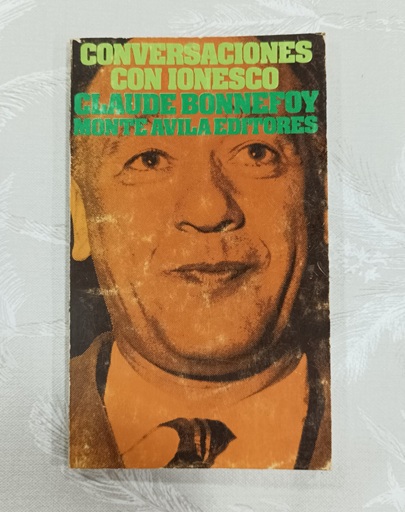 CONVERSACIONES
CON IONESCO
CLAUDE BONNEFOY
MONTE AVILA EDITORES